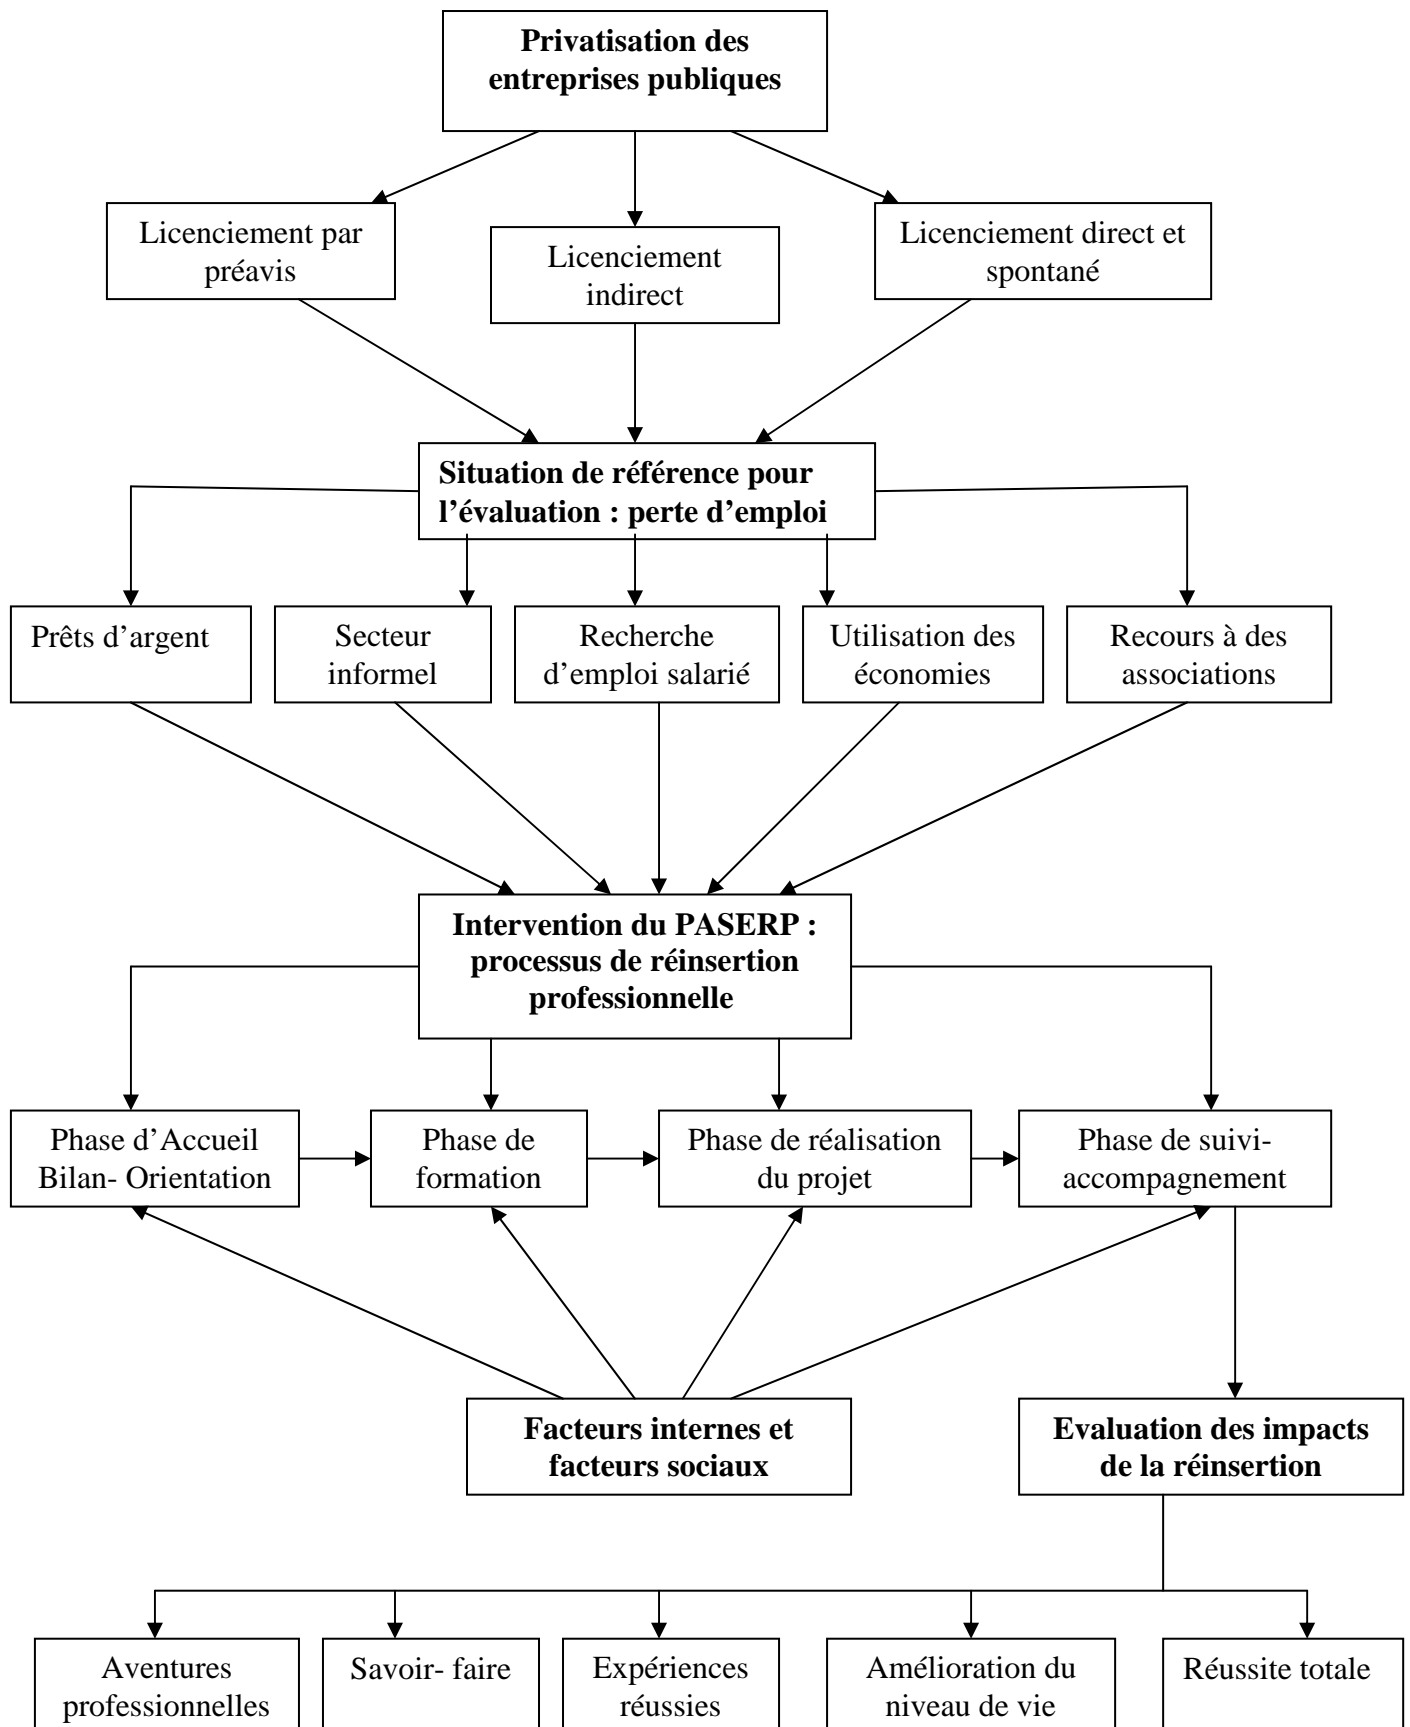 Privatisation des
entreprises publiques
Licenciement par
préavis
Licenciement
indirect
Licenciement direct et
spontané
Situation de référence pour
l’évaluation : perte d’emploi
Prêts d’argent
Secteur
informel
Recherche
d’emploi salarié
Utilisation des
économies
Recours à des
associations
Intervention du PASERP :
processus de réinsertion
professionnelle
Phase d’Accueil
Bilan- Orientation
Phase de
formation
Phase de réalisation
du projet
Phase de suivi-
accompagnement
Facteurs internes et
facteurs sociaux
Evaluation des impacts
de la réinsertion
Aventures
professionnelles
Savoir- faire
Expériences
réussies
Amélioration du
niveau de vie
Réussite totale